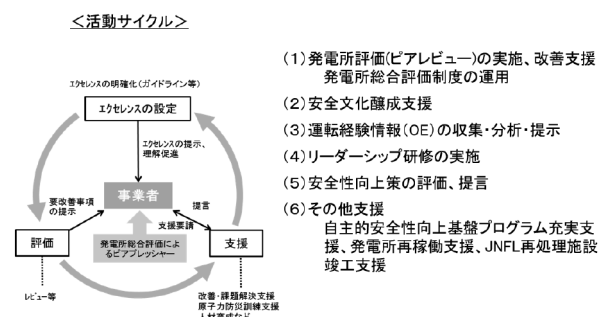 ＜活動サイクル＞
エクセレンスの明確化(ガイドライン等)
エクセレンスの設定
エクセレンスの提示、
理解促進
事業者
要改善事項
の提示
提言
支援要請
評価
発電所総合評価によ
るピアプレッシャー
支援
レビュー等
改善・課題解決支援
原子力防災訓練支援
人材育成など
(1)発電所評価(ピアレビュー)の実施、改善支援
発電所総合評価制度の運用
(2)安全文化醸成支援
(3)運転経験情報(OE)の収集・分析・提示
(4)リーダーシップ研修の実施
(5)安全性向上策の評価、提言
(6)その他支援
自主的安全性向上基盤プログラム充実支
援、発電所再稼働支援、JNFL再処理施設
竣工支援